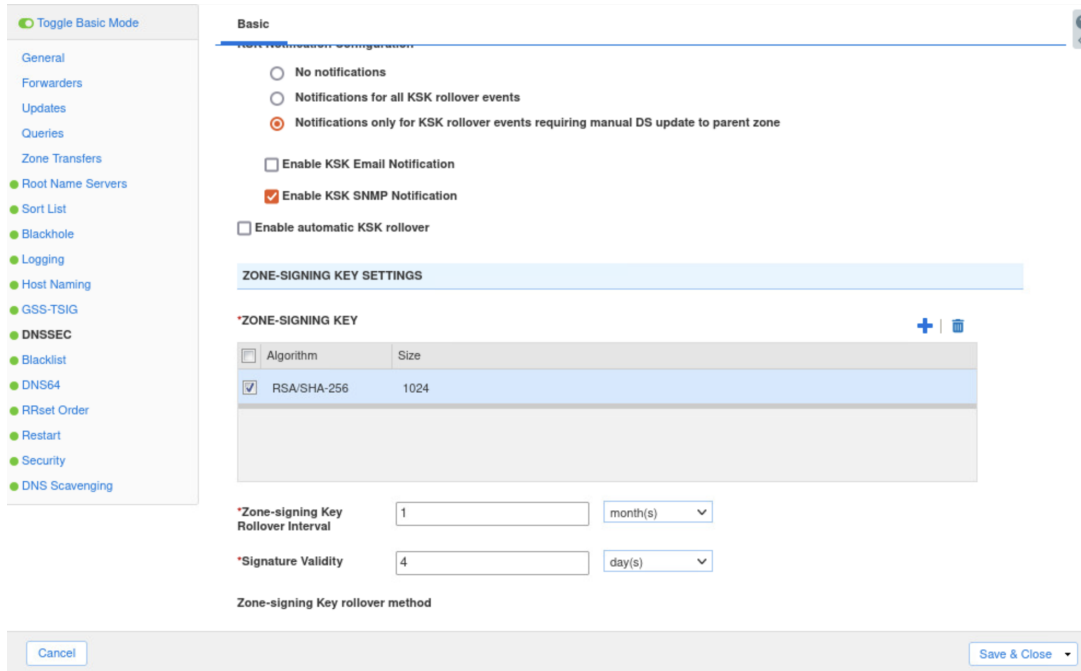 Toggle Basic Mode
General
Forwarders
Updates
Queries
Zone Transfers
Root Name Servers
Sort List
Blackhole
Logging
Host Naming
GSS-TSIG
DNSSEC
Blacklist
DNS64
RRset Order
Restart
Security
DNS Scavenging
Basic
KSK Notification Configuration
No notifications
Notifications for all KSK rollover events
Notifications only for KSK rollover events requiring manual DS update to parent zone
Enable KSK Email Notification
Enable KSK SNMP Notification
Enable automatic KSK rollover
ZONE-SIGNING KEY SETTINGS
*ZONE-SIGNING KEY
Algorithm Size
RSA/SHA-256 1024
*Zone-signing Key
Rollover Interval
1 month(s)
*Signature Validity 4 day(s)
Zone-signing Key rollover method
Cancel Save & Close